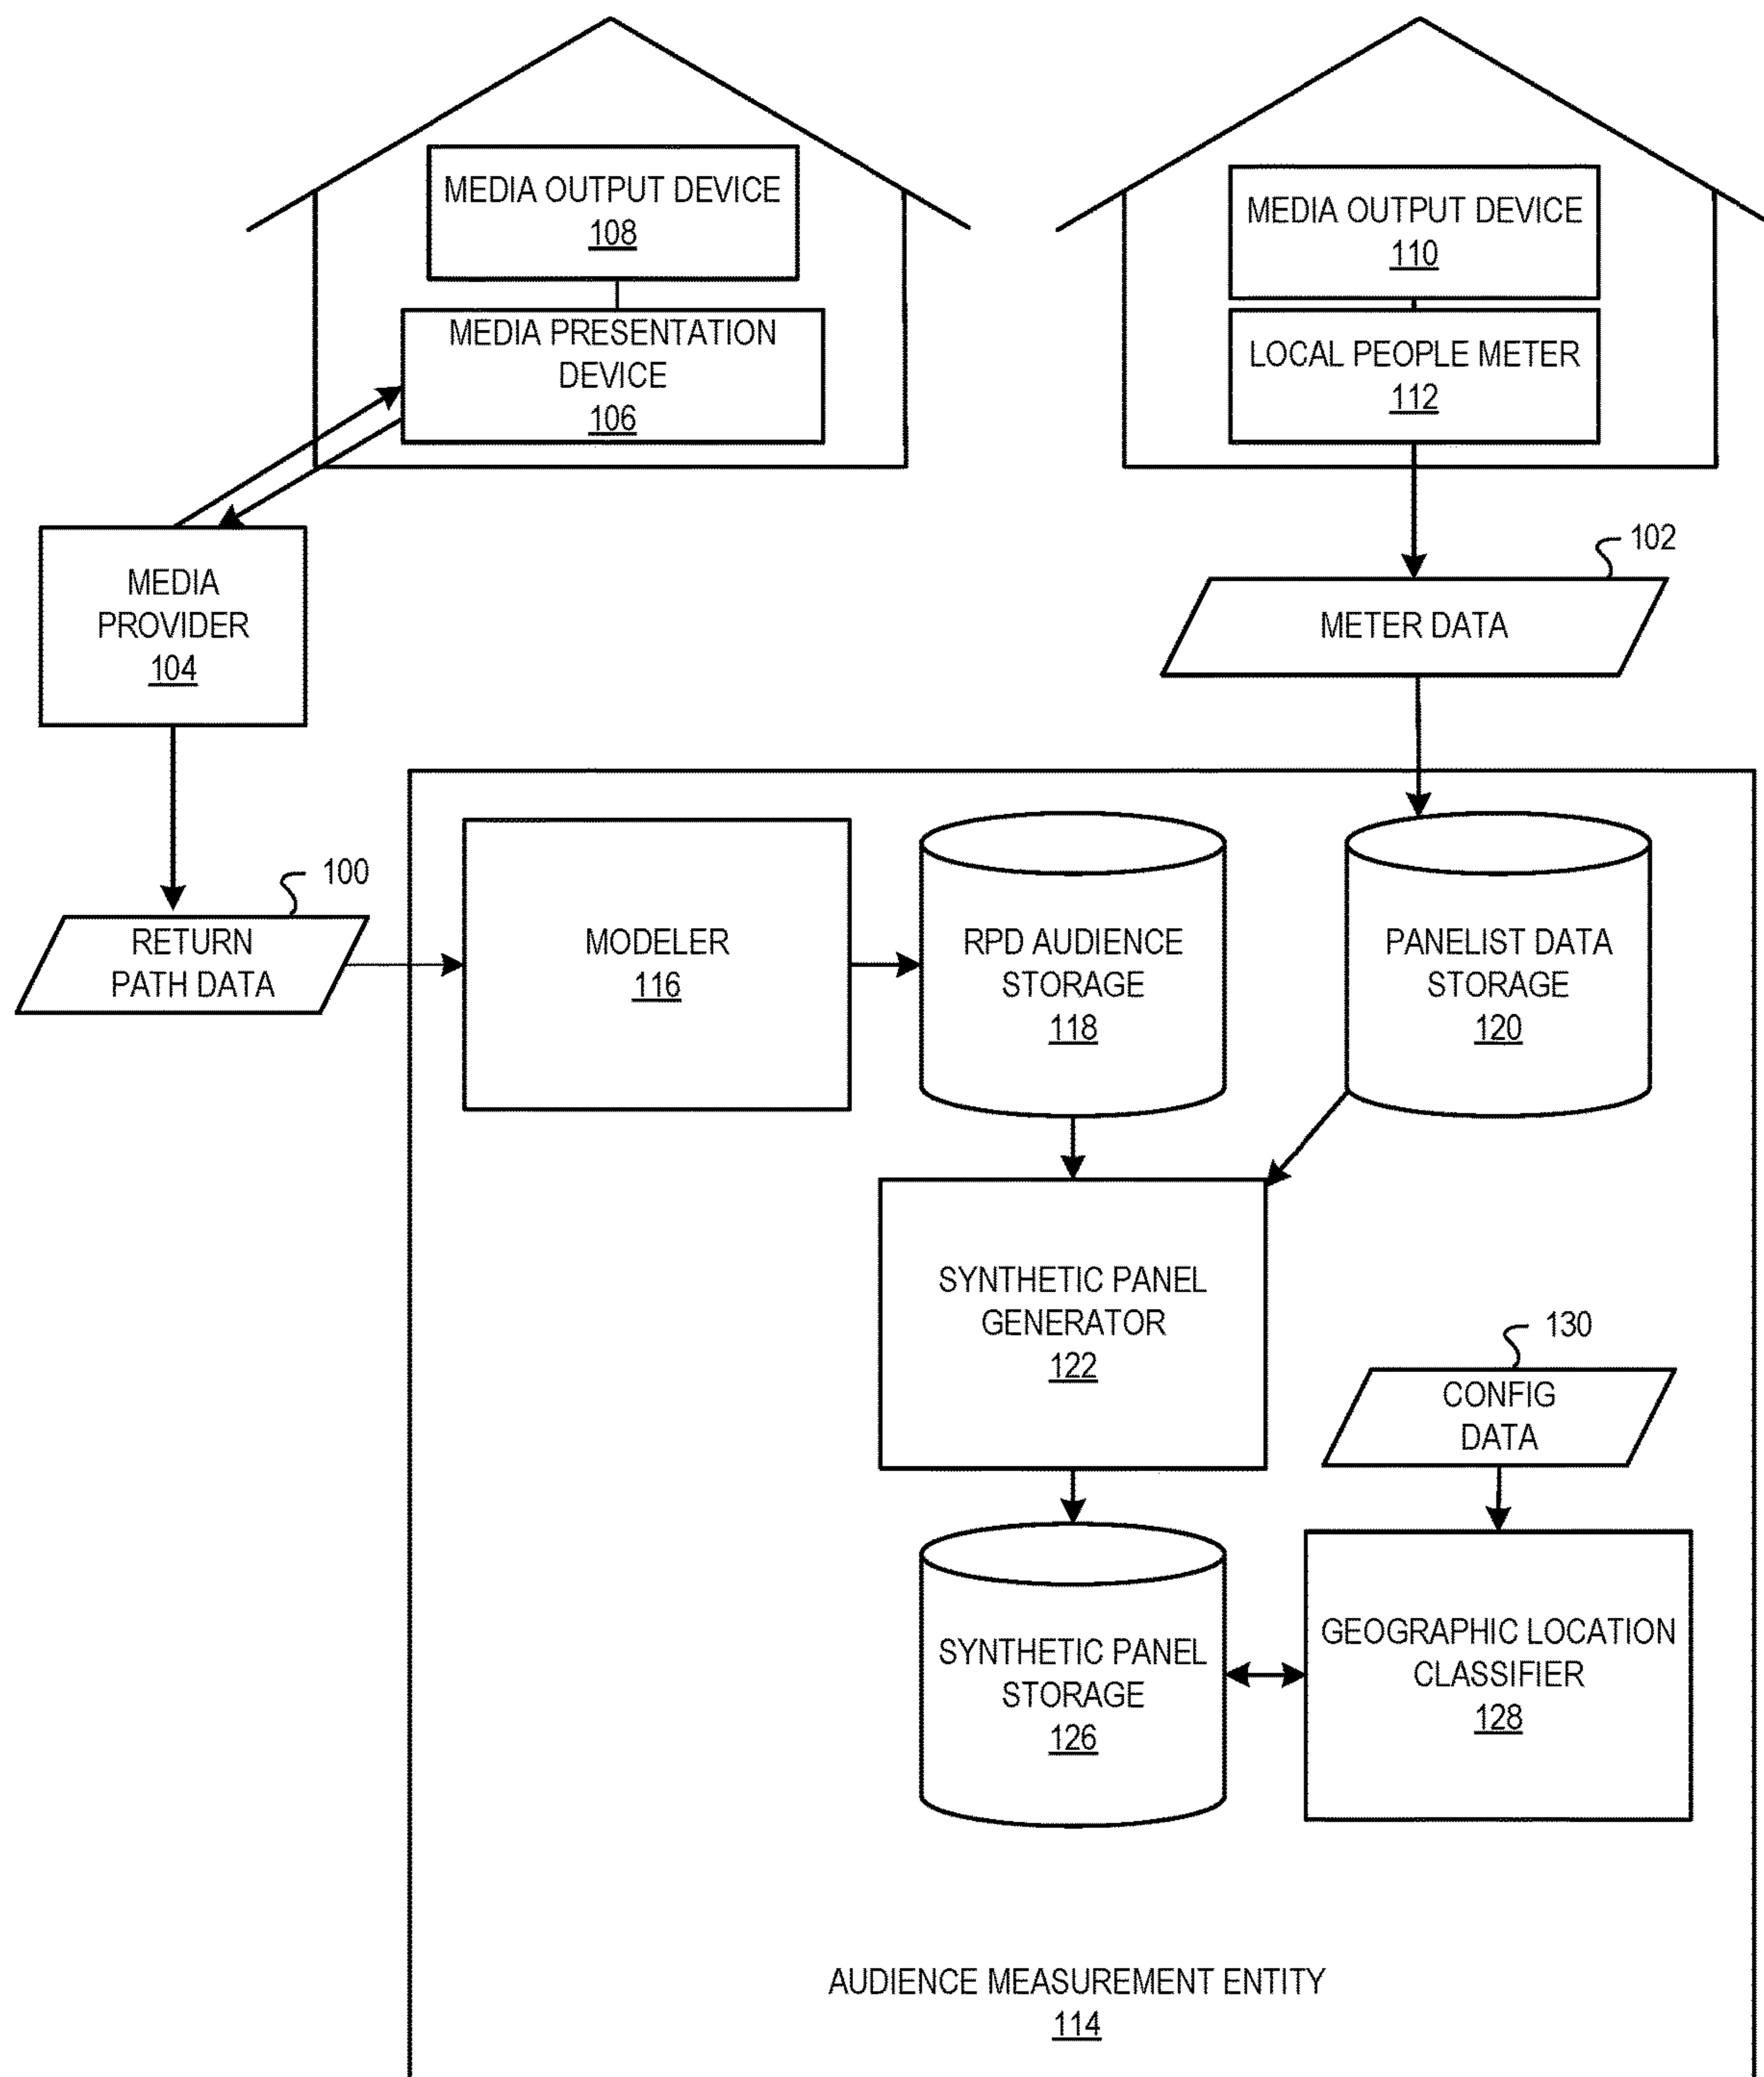 MEDIA OUTPUT DEVICE
108
MEDIA PRESENTATION
DEVICE
106
MEDIA OUTPUT DEVICE
110
LOCAL PEOPLE METER
112
MEDIA
PROVIDER
104
102
METER DATA
100
RETURN
PATH DATA
MODELER
116
RPD AUDIENCE
STORAGE
118
PANELIST DATA
STORAGE
120
SYNTHETIC PANEL
GENERATOR
122
130
CONFIG
DATA
SYNTHETIC PANEL
STORAGE
126
GEOGRAPHIC LOCATION
CLASSIFIER
128
AUDIENCE MEASUREMENT ENTITY
114